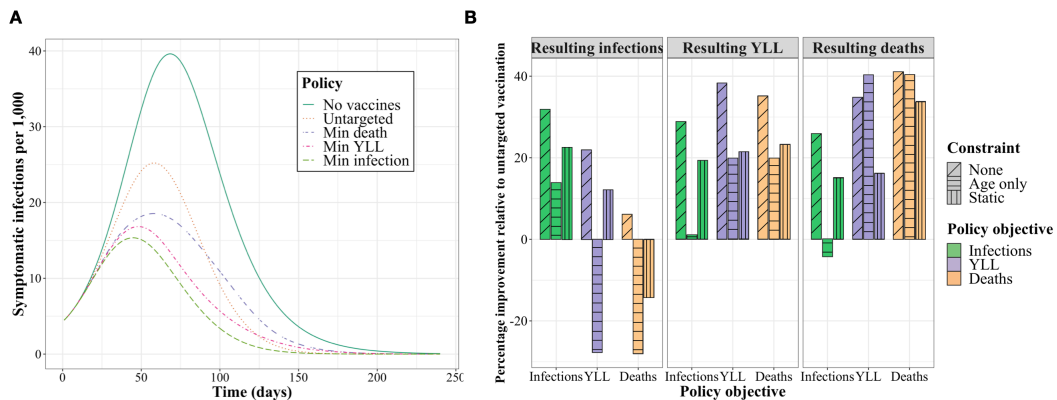 A
Symptomatic infections per 1,000
40
30
20
10
0
0
50
100
150
200
250
Time (days)
Policy
No vaccines
Untargeted
Min death
Min YLL
Min infection
B
Percentage improvement relative to untargeted vaccination
40
20
0
-20
Resulting infections
Resulting YLL
Resulting deaths
Infections YLL Deaths
Infections YLL Deaths
Infections YLL Deaths
Policy objective
Constraint
None
Age only
Static
Policy objective
Infections
YLL
Deaths